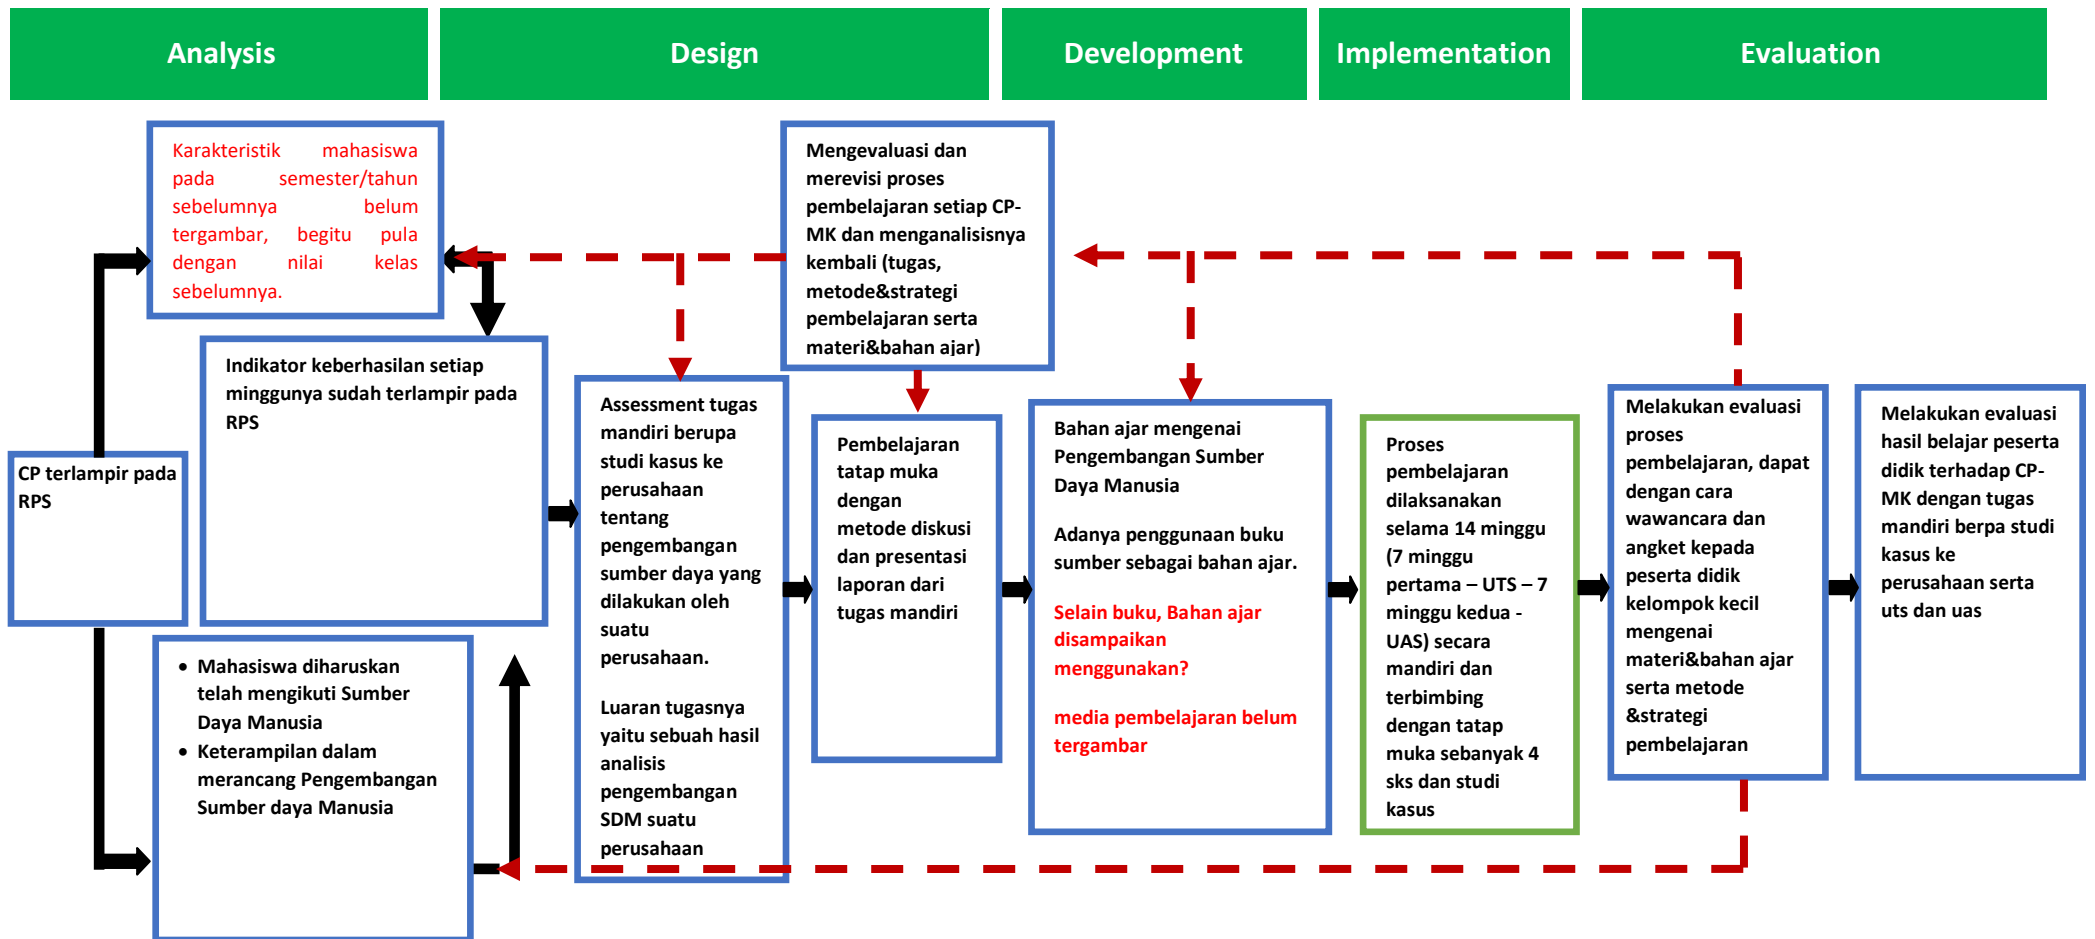 Analysis
Design
Development
Implementation
Evaluation
Karakteristik mahasiswa
pada semester/tahun
sebelumnya belum
tergambar, begitu pula
dengan nilai kelas
sebelumnya.
Indikator keberhasilan setiap
minggunya sudah terlampir pada
RPS
CP terlampir pada
RPS
• Mahasiswa diharuskan
telah mengikuti Sumber
Daya Manusia
• Keterampilan dalam
merancang Pengembangan
Sumber daya Manusia
Assessment tugas
mandiri berupa
studi kasus ke
perusahaan
tentang
pengembangan
sumber daya yang
dilakukan oleh
suatu
perusahaan.
Luaran tugasnya
yaitu sebuah hasil
analisis
pengembangan
SDM suatu
perusahaan
Mengevaluasi dan
merevisi proses
pembelajaran setiap CP-
MK dan menganalisisnya
kembali (tugas,
metode&strategi
pembelajaran serta
materi&bahan ajar)
Pembelajaran
tatap muka
dengan
metode diskusi
dan presentasi
laporan dari
tugas mandiri
Bahan ajar mengenai
Pengembangan Sumber
Daya Manusia
Adanya penggunaan buku
sumber sebagai bahan ajar.
Selain buku, Bahan ajar
disampaikan
menggunakan?
media pembelajaran belum
tergambar
Proses
pembelajaran
dilaksanakan
selama 14 minggu
(7 minggu
pertama – UTS – 7
minggu kedua -
UAS) secara
mandiri dan
terbimbing
dengan tatap
muka sebanyak 4
sks dan studi
kasus
Melakukan evaluasi
proses
pembelajaran, dapat
dengan cara
wawancara dan
angket kepada
peserta didik
kelompok kecil
mengenai
materi&bahan ajar
serta metode
&strategi
pembelajaran
Melakukan evaluasi
hasil belajar peserta
didik terhadap CP-
MK dengan tugas
mandiri berpa studi
kasus ke
perusahaan serta
uts dan uas